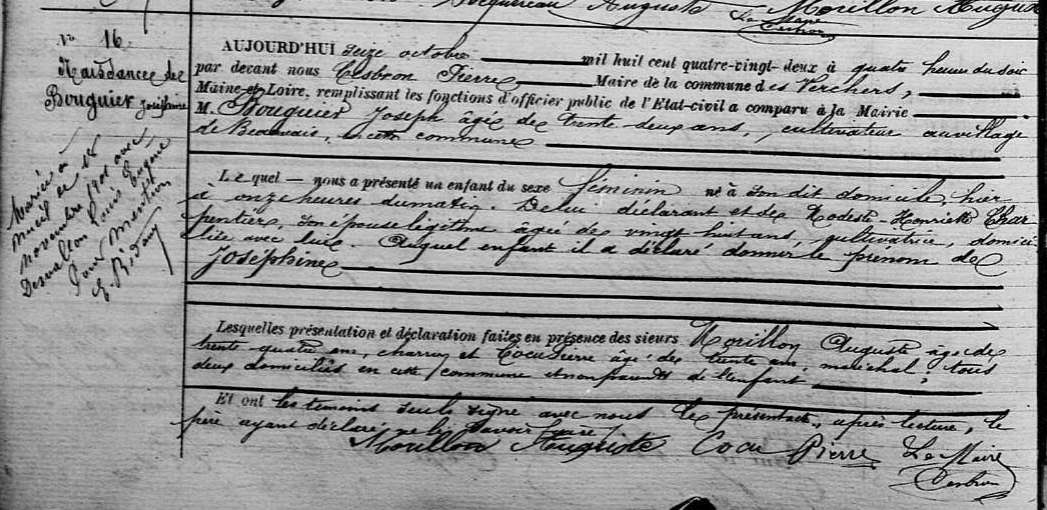 Auguste Morillon Auguste
Le Maire
Cesbron
N° 16
Naissance de
Bouguier Joséphine
Mariée à
Nueil le 18
novembre 1901 avec
Louis Eugène
Pour mention
AUJOURD'HUI seize octobre mil huit cent quatre-vingt-deux à quatre heures du soir
par devant nous Cesbron Pierre Maire de la commune des Verchers,
Maine-et-Loire, remplissant les fonctions d'officier public de l'Etat-civil a comparu à la Mairie
M. Bouguier Joseph âgé de trente deux ans, cultivateur au village
de Beauvais, en cette commune
Lequel nous a présenté un enfant du sexe féminin né à son dit domicile, hier
à onze heures du matin. De lui déclarant et de Modeste Henriette Char-
pentier, son épouse légitime âgée de vingt huit ans, cultivatrice, domici-
liée avec lui. Auquel enfant il a déclaré donner le prénom de
Joséphine
Lesquelles présentation et déclaration faites en présence des sieurs Morillon Auguste âgé de
trente quatre ans, charron et Cocu Pierre âgé de trente ans, maréchal, tous
deux domiciliés en cette commune et non parents de l'enfant
Et ont les témoins seuls signé avec nous le présent acte, après lecture, le
père ayant déclaré ne le savoir faire
Morillon Auguste Cocu Pierre Le Maire
Cesbron